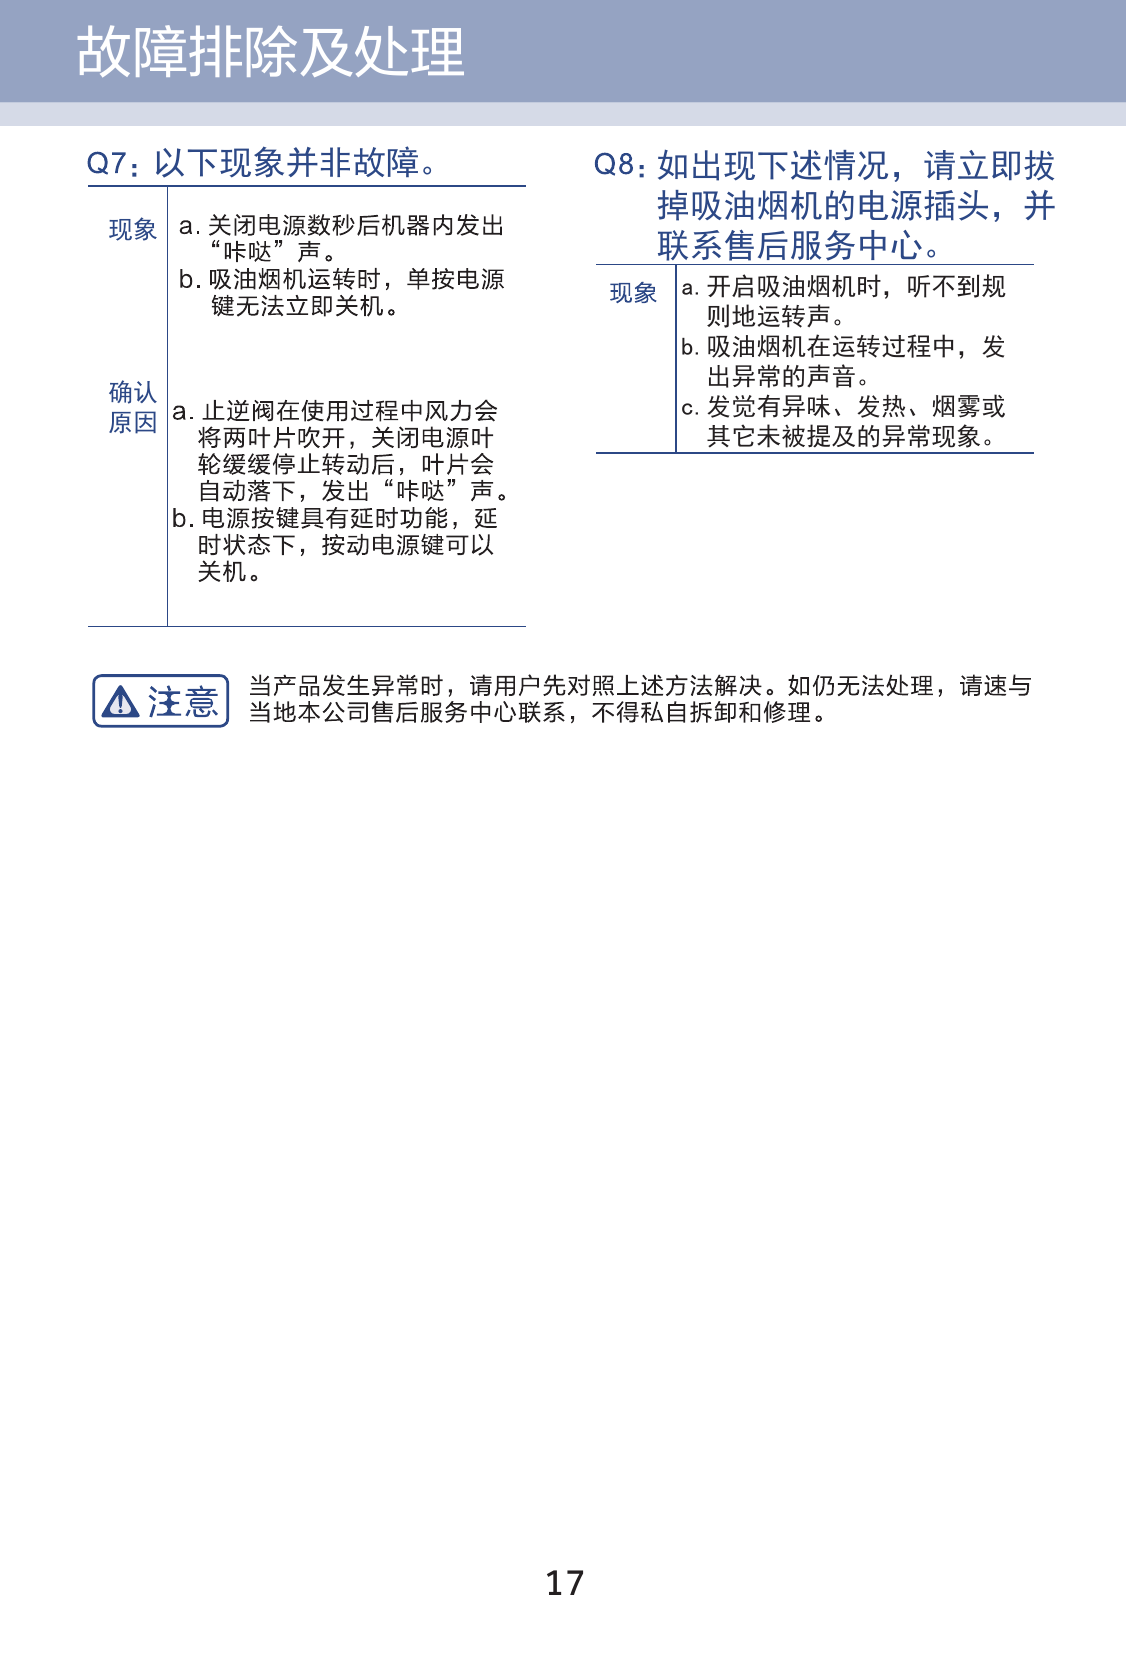 故障排除及处理
Q7：以下现象并非故障。
现象
a. 关闭电源数秒后机器内发出
“咔哒”声。
b. 吸油烟机运转时，单按电源
键无法立即关机。
确认
原因
a. 止逆阀在使用过程中风力会
将两叶片吹开，关闭电源叶
轮缓缓停止转动后，叶片会
自动落下，发出“咔哒”声。
b. 电源按键具有延时功能，延
时状态下，按动电源键可以
关机。
Q8：如出现下述情况，请立即拔
掉吸油烟机的电源插头，并
联系售后服务中心。
现象
a. 开启吸油烟机时，听不到规
则地运转声。
b. 吸油烟机在运转过程中，发
出异常的声音。
c. 发觉有异味、发热、烟雾或
其它未被提及的异常现象。
注意
当产品发生异常时，请用户先对照上述方法解决。如仍无法处理，请速与
当地本公司售后服务中心联系，不得私自拆卸和修理。
17